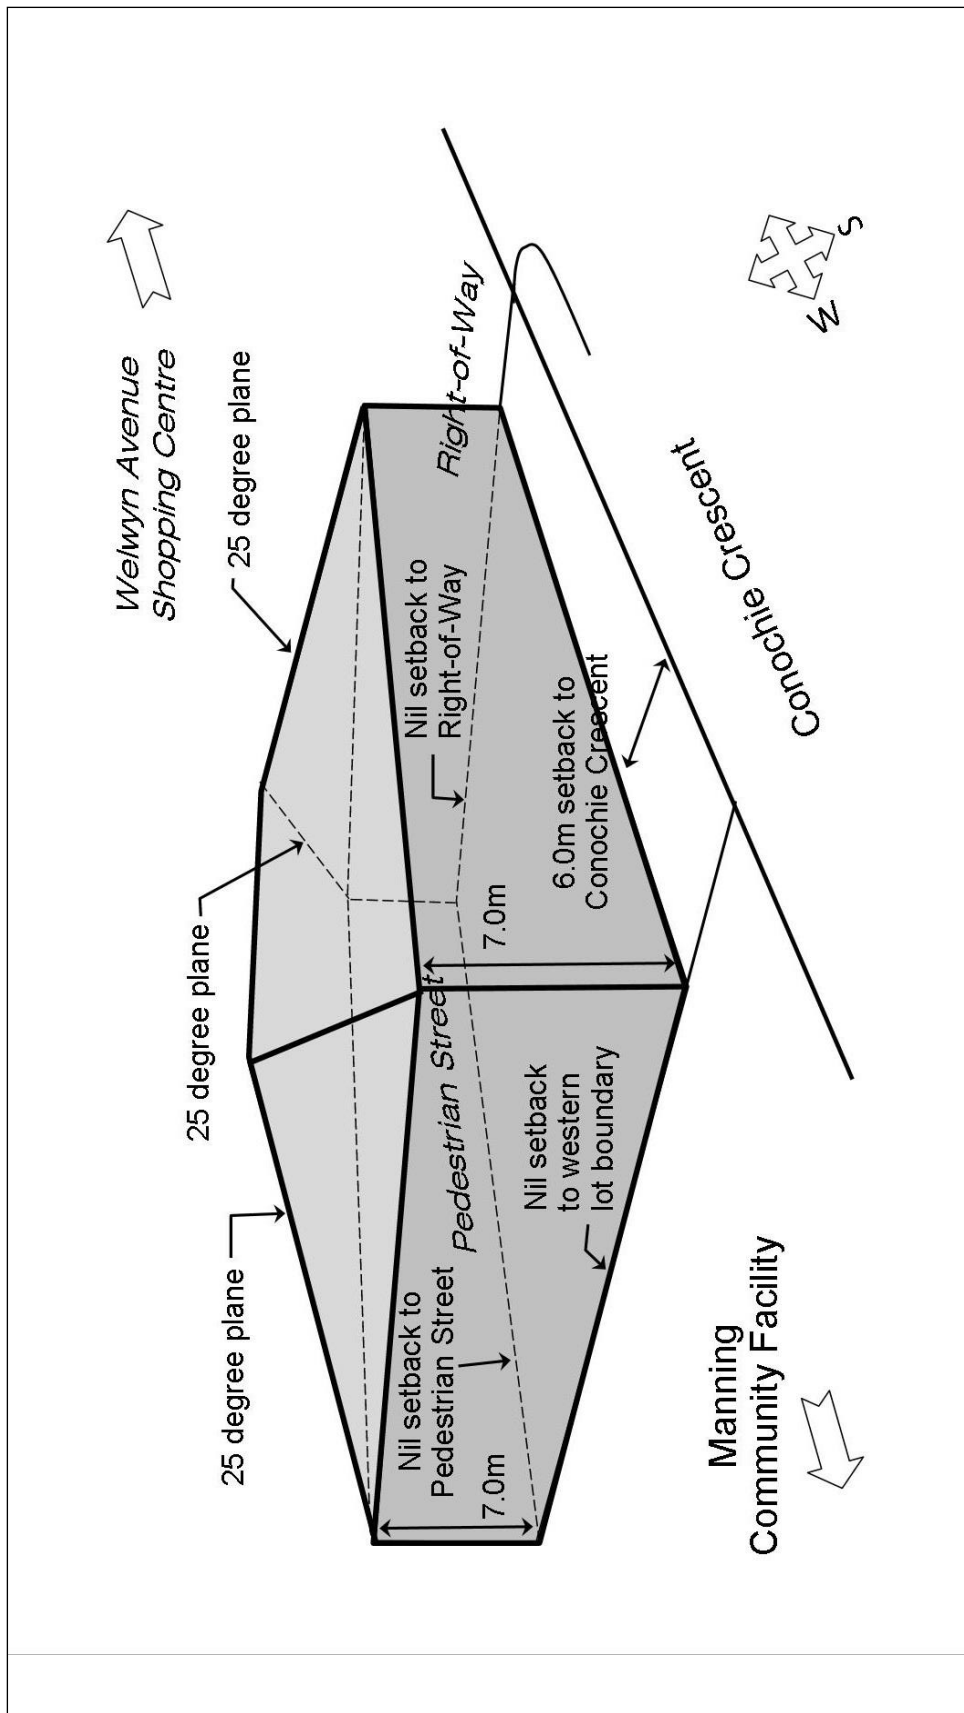 Welwyn Avenue
Shopping Centre
25 degree plane
25 degree plane
25 degree plane
Right-of-Way
Nil setback to
Right-of-Way
6.0m setback to
Conochie Crescent
7.0m
Pedestrian Street
Nil setback to
Pedestrian Street
7.0m
Nil setback
to western
lot boundary
Conochie Crescent
Manning
Community Facility
S
W